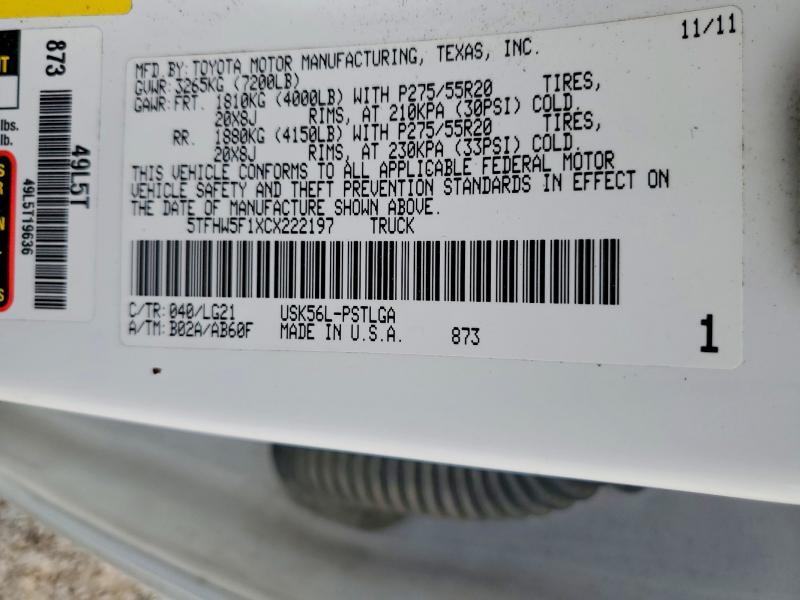 11/11
MFD.BY:TOYOTA MOTOR MANUFACTURING, TEXAS, INC.
GVWR:3265KG (7200LB)
GAWR:FRT. 1810KG (4000LB) WITH P275/55R20 TIRES,
20X8J RIMS, AT 210KPA (30PSI) COLD.
RR. 1880KG (4150LB) WITH P275/55R20 TIRES,
20X8J RIMS, AT 230KPA (33PSI) COLD.
THIS VEHICLE CONFORMS TO ALL APPLICABLE FEDERAL MOTOR
VEHICLE SAFETY AND THEFT PREVENTION STANDARDS IN EFFECT ON
THE DATE OF MANUFACTURE SHOWN ABOVE.
5TFHW5F1XCX222197 TRUCK
C/TR:040/LG21 USK56L-PSTLGA
A/TM:B02A/AB60F MADE IN U.S.A. 873
1
873
49L5T
49L5T19636
lbs.
lb.